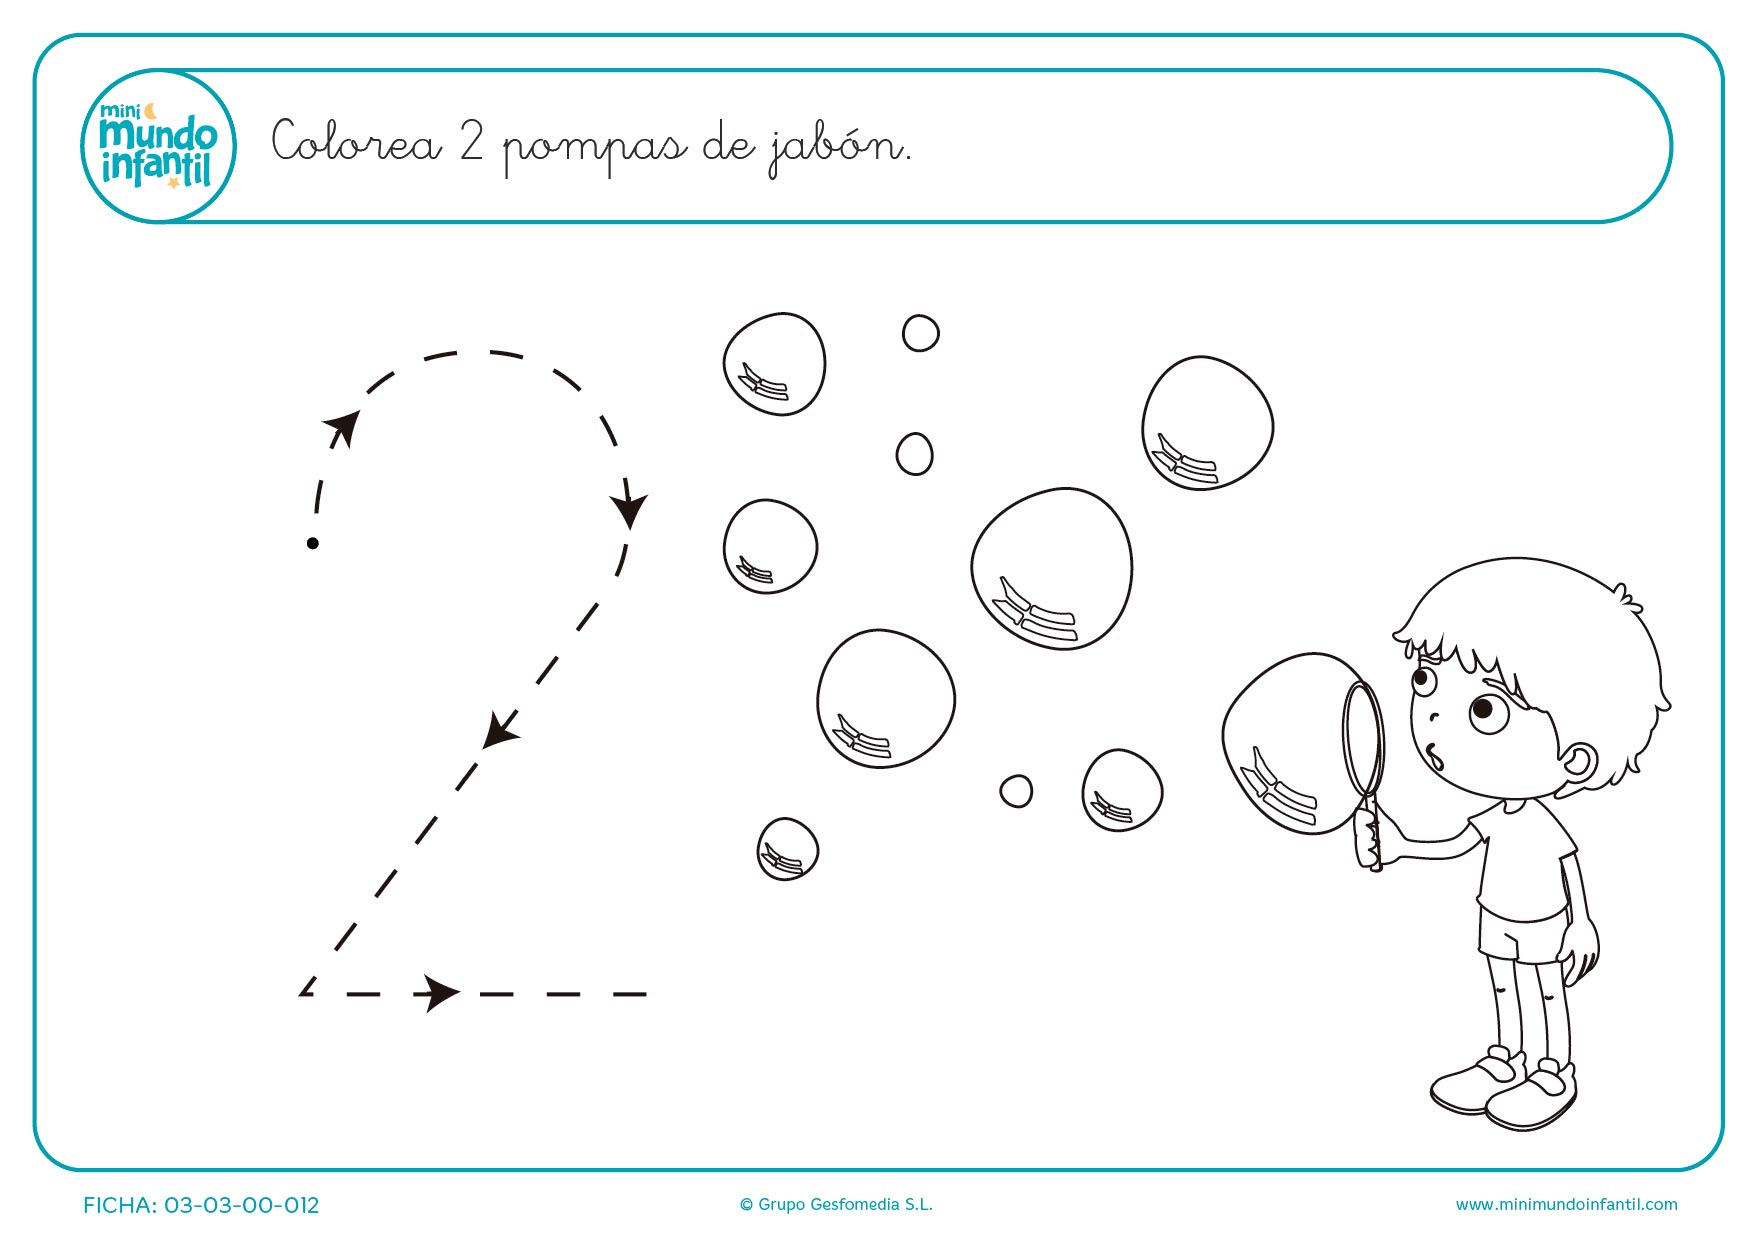 mini
mundo
infantil
Colorea 2 pompas de jabón.
FICHA: 03-03-00-012
© Grupo Gesfomedia S.L.
www.minimundoinfantil.com